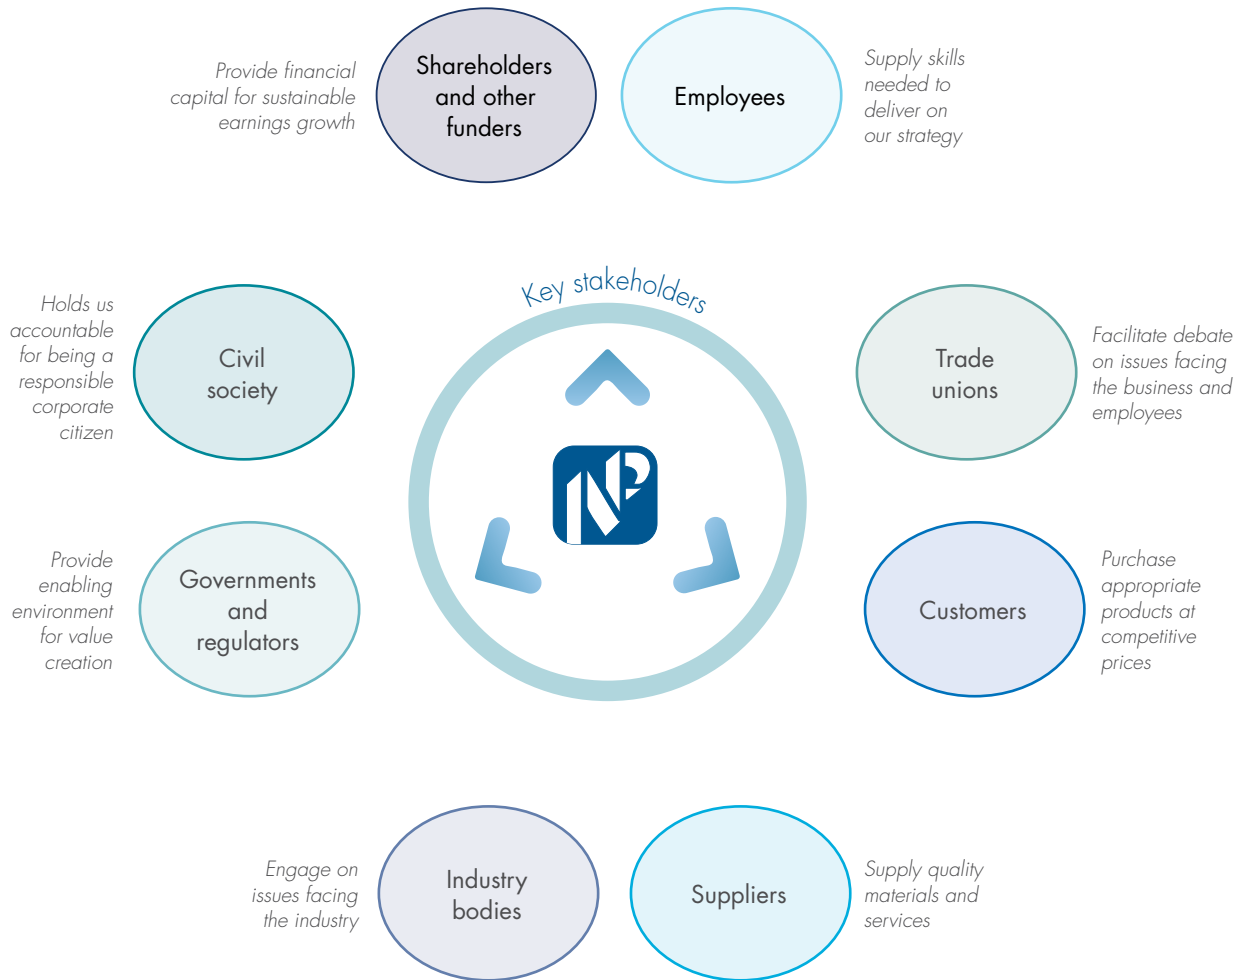 Provide financial
capital for sustainable
earnings growth
Shareholders
and other
funders
Employees
Supply skills
needed to
deliver on
our strategy
Key stakeholders
Holds us
accountable
for being a
responsible
corporate
citizen
Civil
society
Trade
unions
Facilitate debate
on issues facing
the business and
employees
NP
Provide
enabling
environment
for value
creation
Governments
and
regulators
Customers
Purchase
appropriate
products at
competitive
prices
Engage on
issues facing
the industry
Industry
bodies
Suppliers
Supply quality
materials and
services